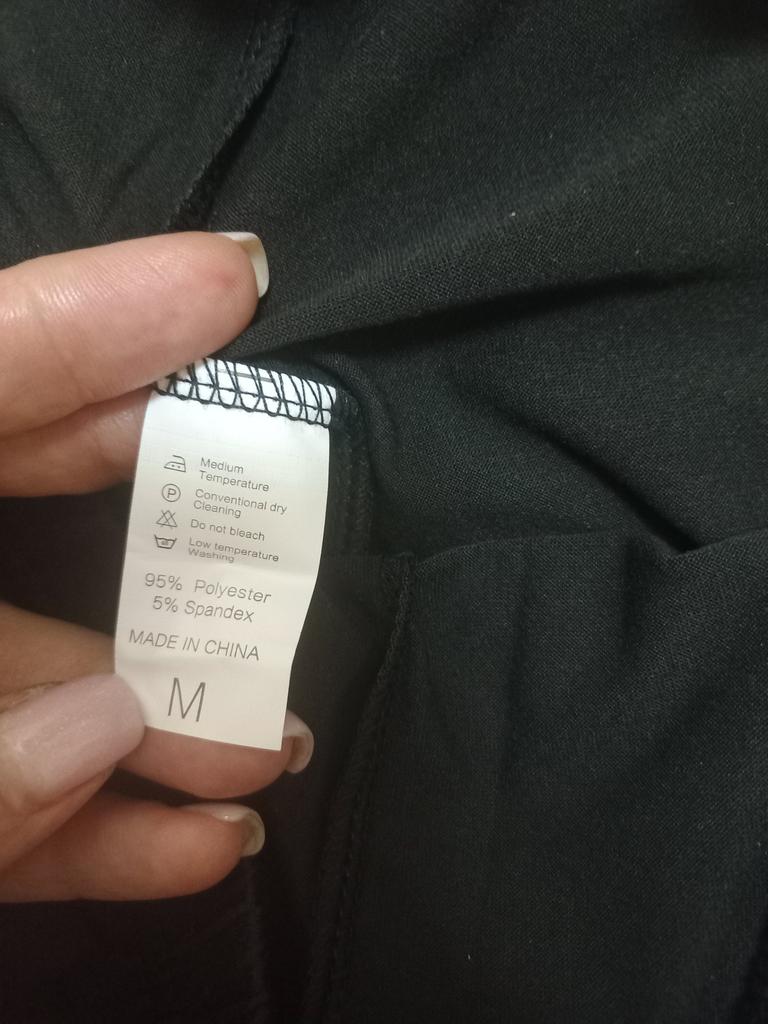 Medium
Temperature
P
Conventional dry
Cleaning
Do not bleach
Low temperature
Washing
95% Polyester
5% Spandex
MADE IN CHINA
M